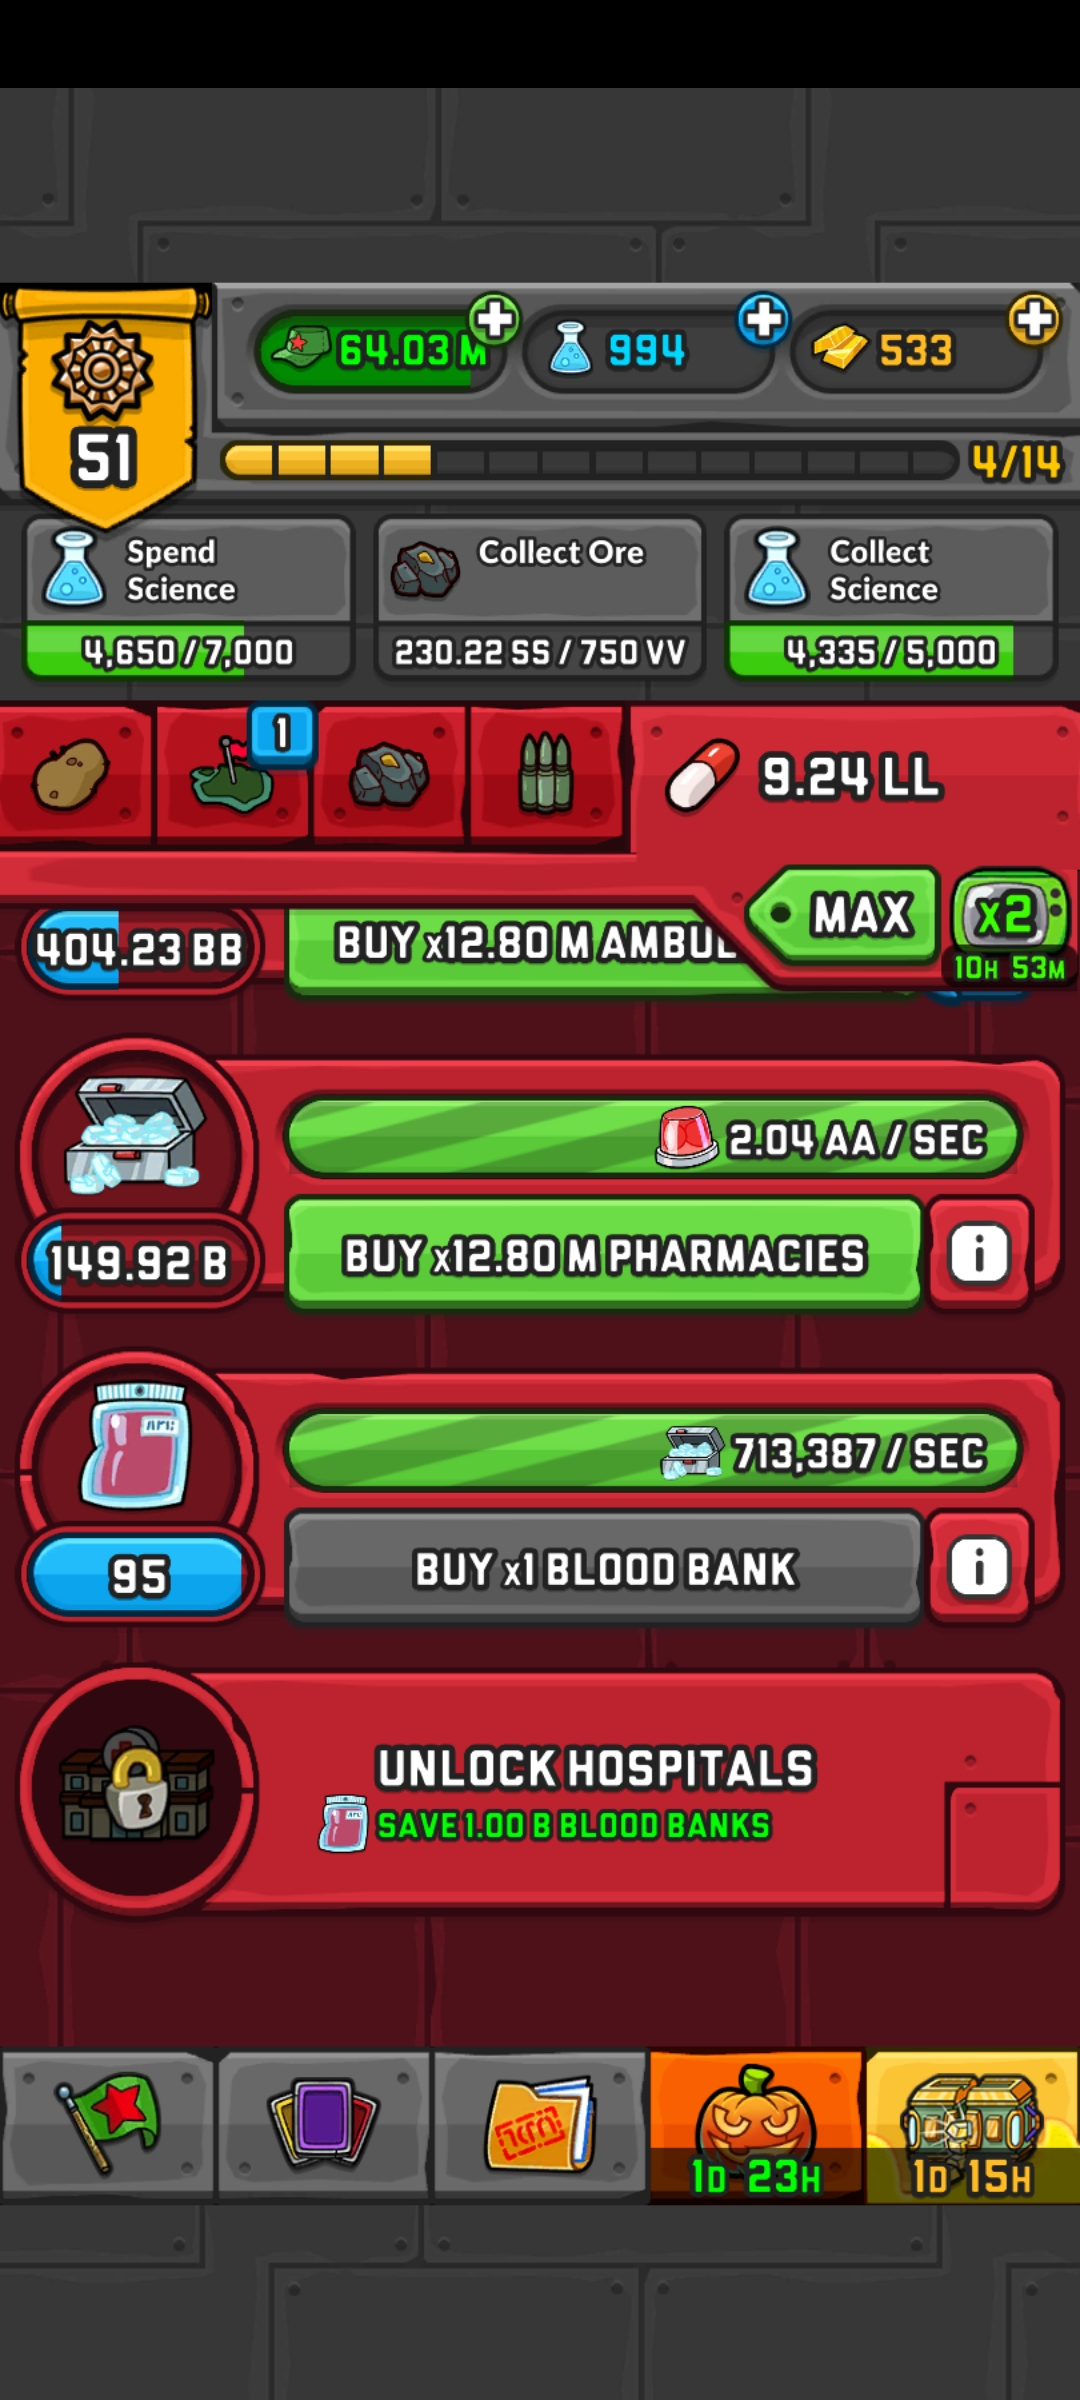 64.03 M
994
533
51
4/14
Spend
Science
4,650 / 7,000
Collect Ore
230.22 SS / 750 VV
Collect
Science
4,335 / 5,000
1
9.24 LL
MAX
x2
10H 53M
404.23 BB
BUY x12.80 M AMBUL
2.04 AA / SEC
149.92 B
BUY x12.80 M PHARMACIES
i
713,387 / SEC
95
BUY x1 BLOOD BANK
i
UNLOCK HOSPITALS
SAVE 1.00 B BLOOD BANKS
1D 23H
1D 15H